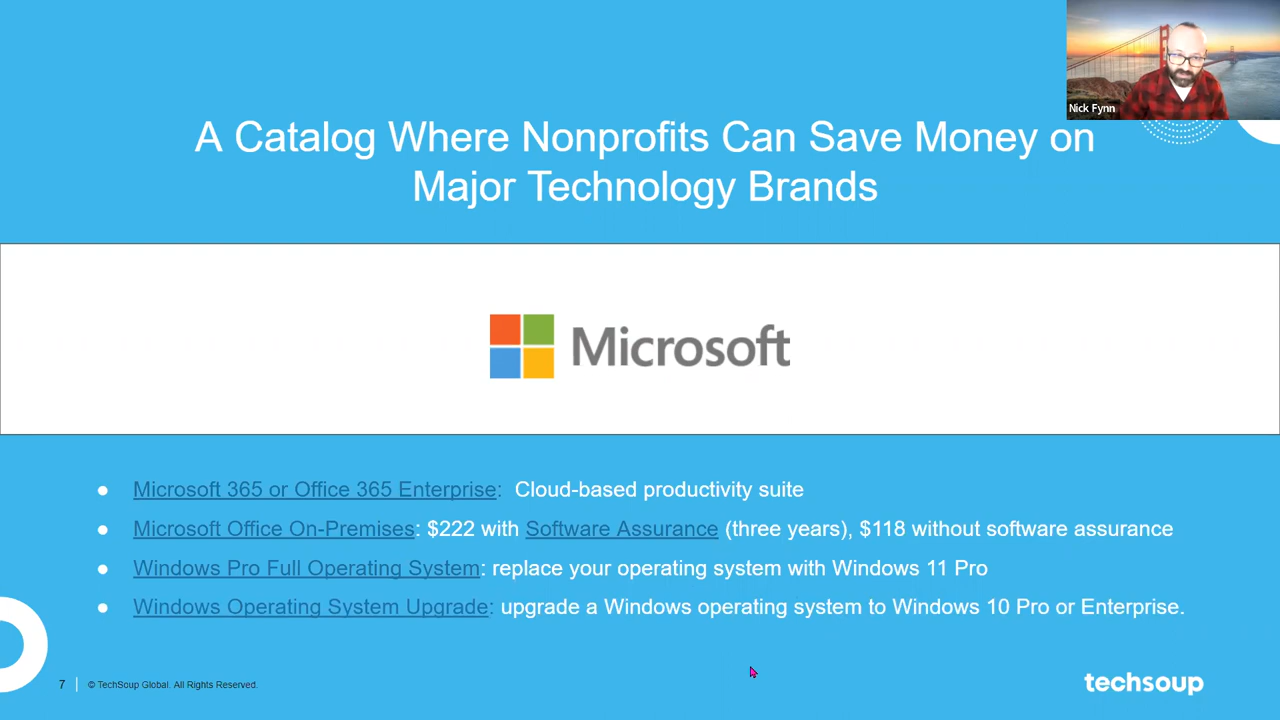 Nick Fynn
A Catalog Where Nonprofits Can Save Money on
Major Technology Brands
Microsoft
● Microsoft 365 or Office 365 Enterprise: Cloud-based productivity suite
● Microsoft Office On-Premises: $222 with Software Assurance (three years), $118 without software assurance
● Windows Pro Full Operating System: replace your operating system with Windows 11 Pro
● Windows Operating System Upgrade: upgrade a Windows operating system to Windows 10 Pro or Enterprise.
7 | © TechSoup Global. All Rights Reserved.
techsoup